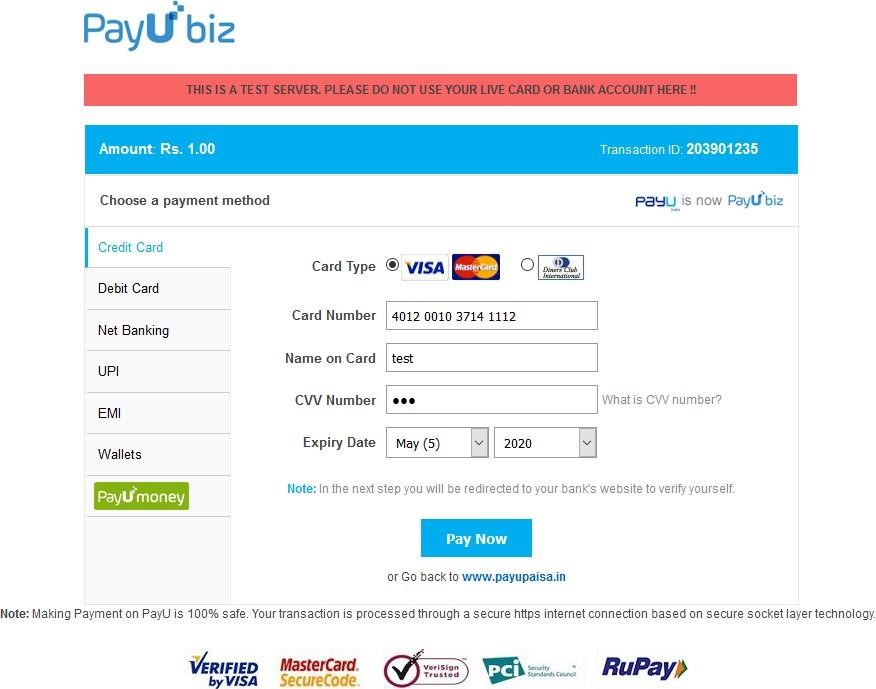 PayU biz
THIS IS A TEST SERVER. PLEASE DO NOT USE YOUR LIVE CARD OR BANK ACCOUNT HERE !!
Amount: Rs. 1.00 Transaction ID: 203901235
Choose a payment method PayU is now PayU biz
Credit Card
Debit Card
Net Banking
UPI
EMI
Wallets
PayU money
Card Type VISA MasterCard Diners Club International
Card Number 4012 0010 3714 1112
Name on Card test
CVV Number ●●● What is CVV number?
Expiry Date May (5) 2020
Note: In the next step you will be redirected to your bank's website to verify yourself.
Pay Now
or Go back to www.payupaisa.in
Note: Making Payment on PayU is 100% safe. Your transaction is processed through a secure https internet connection based on secure socket layer technology.
VERIFIED by VISA MasterCard. SecureCode. VeriSign Trusted PCI Security Standards Council RuPay